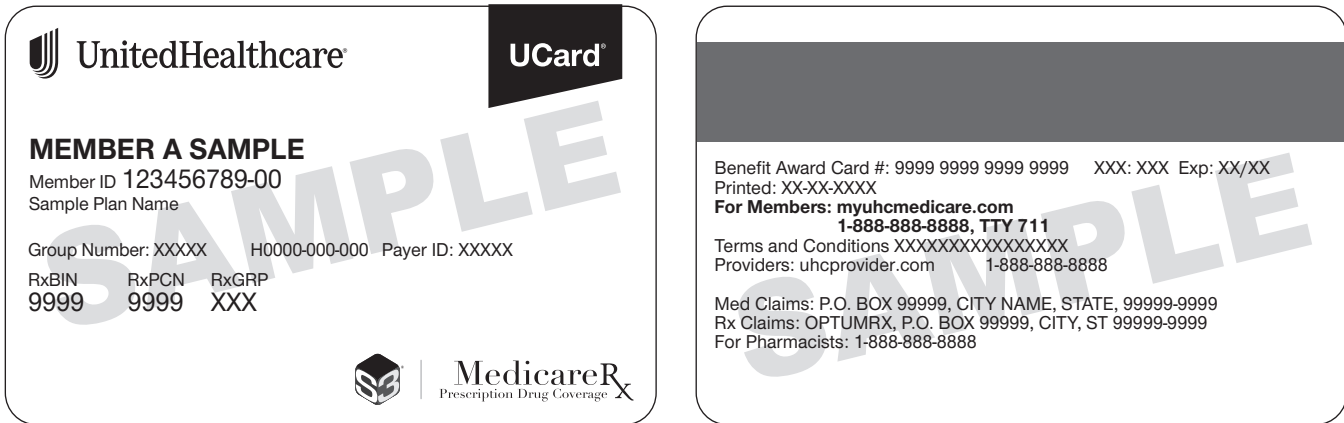 UnitedHealthcare®
UCard®
MEMBER A SAMPLE
Member ID 123456789-00
Sample Plan Name
Group Number: XXXXX H0000-000-000 Payer ID: XXXXX
RxBIN RxPCN RxGRP
9999 9999 XXX
SAMPLE
S3
MedicareRx
Prescription Drug Coverage
Benefit Award Card #: 9999 9999 9999 9999 XXX: XXX Exp: XX/XX
Printed: XX-XX-XXXX
For Members: myuhcmedicare.com
1-888-888-8888, TTY 711
Terms and Conditions XXXXXXXXXXXXXXXX
Providers: uhcprovider.com 1-888-888-8888
Med Claims: P.O. BOX 99999, CITY NAME, STATE, 99999-9999
Rx Claims: OPTUMRX, P.O. BOX 99999, CITY, ST 99999-9999
For Pharmacists: 1-888-888-8888
SAMPLE